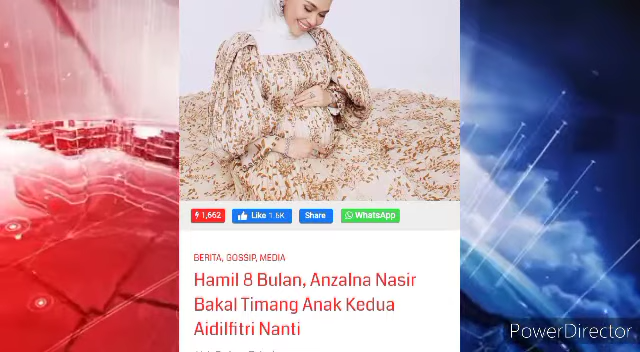 1,662
Like 1.6K
Share
WhatsApp
BERITA, GOSSIP, MEDIA
Hamil 8 Bulan, Anzalna Nasir
Bakal Timang Anak Kedua
Aidilfitri Nanti
PowerDirector